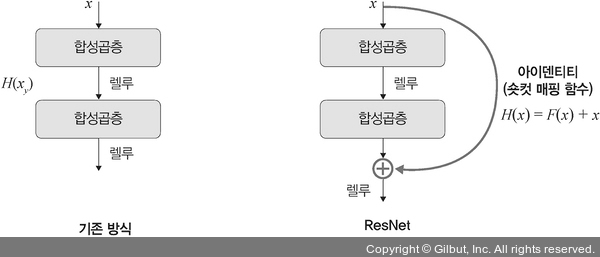 x
합성곱층
H(xy)
렐루
합성곱층
렐루
기존 방식
x
합성곱층
렐루
합성곱층
렐루
아이덴티티
(숏컷 매핑 함수)
H(x) = F(x) + x
ResNet
Copyright © Gilbut, Inc. All rights reserved.